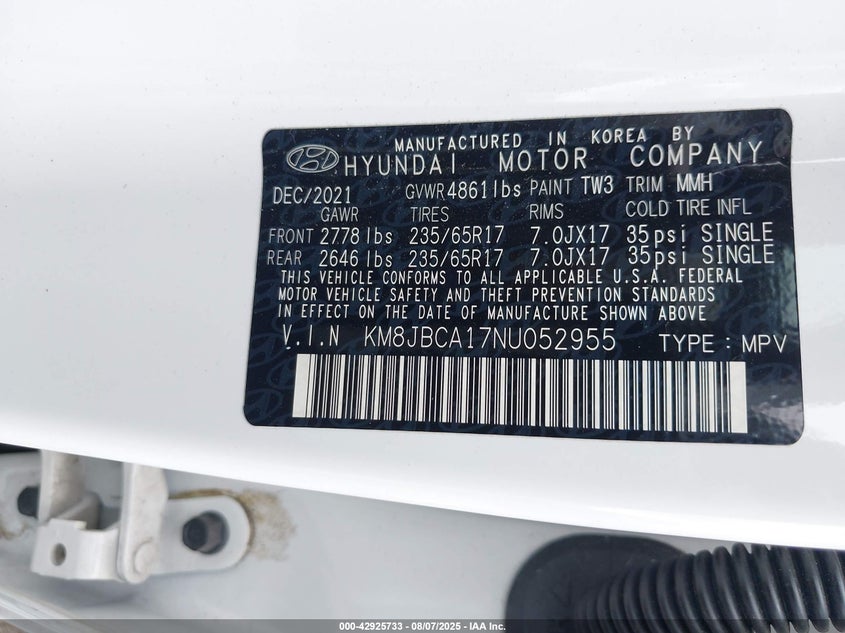 MANUFACTURED IN KOREA BY
HYUNDAI MOTOR COMPANY
DEC/2021 GVWR 4861 lbs PAINT TW3 TRIM MMH
GAWR TIRES RIMS COLD TIRE INFL
FRONT 2778 lbs 235/65R17 7.0JX17 35psi SINGLE
REAR 2646 lbs 235/65R17 7.0JX17 35psi SINGLE
THIS VEHICLE CONFORMS TO ALL APPLICABLE U.S.A. FEDERAL
MOTOR VEHICLE SAFETY AND THEFT PREVENTION STANDARDS
IN EFFECT ON THE DATE OF MANUFACTURE SHOWN ABOVE
V.I.N KM8JBCA17NU052955 TYPE : MPV
000-42925733 - 08/07/2025 - IAA Inc.